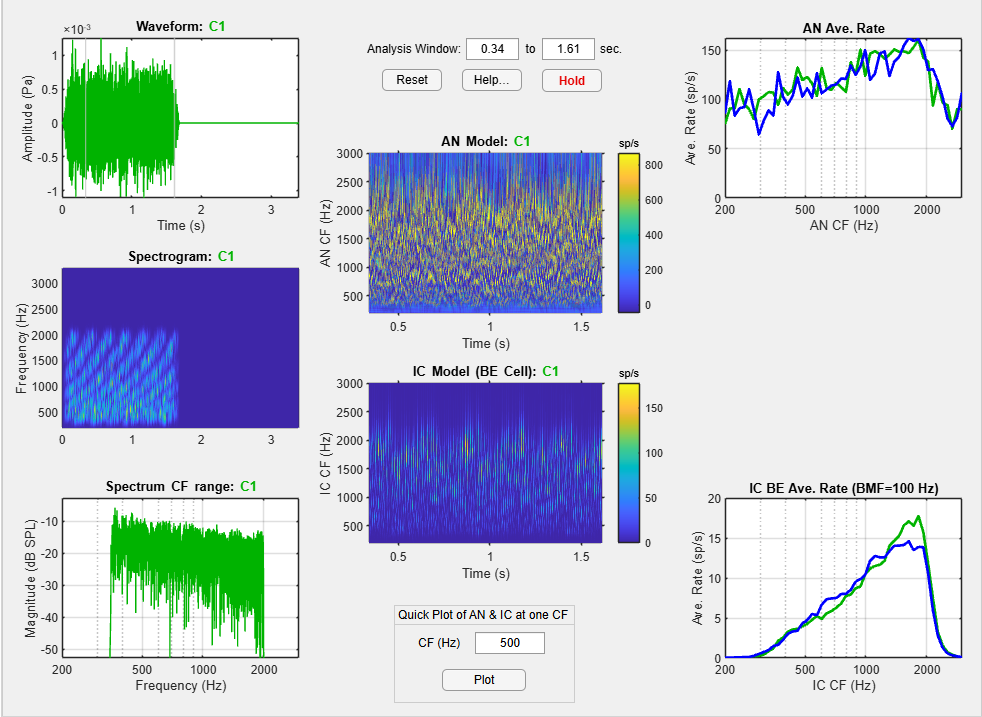 Waveform: C1
×10-3
1
0.5
0
-0.5
-1
Amplitude (Pa)
0 1 2 3
Time (s)
Spectrogram: C1
3000
2500
2000
1500
1000
500
Frequency (Hz)
0 1 2 3
Spectrum CF range: C1
-10
-20
-30
-40
-50
Magnitude (dB SPL)
200 500 1000 2000
Frequency (Hz)
Analysis Window: 0.34 to 1.61 sec.
Reset Help... Hold
AN Model: C1
sp/s
3000
2500
2000
1500
1000
500
AN CF (Hz)
800
600
400
200
0
0.5 1 1.5
Time (s)
IC Model (BE Cell): C1
sp/s
3000
2500
2000
1500
1000
500
IC CF (Hz)
150
100
50
0
0.5 1 1.5
Time (s)
Quick Plot of AN & IC at one CF
CF (Hz) 500
Plot
AN Ave. Rate
150
100
50
0
Ave. Rate (sp/s)
200 500 1000 2000
AN CF (Hz)
IC BE Ave. Rate (BMF=100 Hz)
20
15
10
5
0
Ave. Rate (sp/s)
200 500 1000 2000
IC CF (Hz)